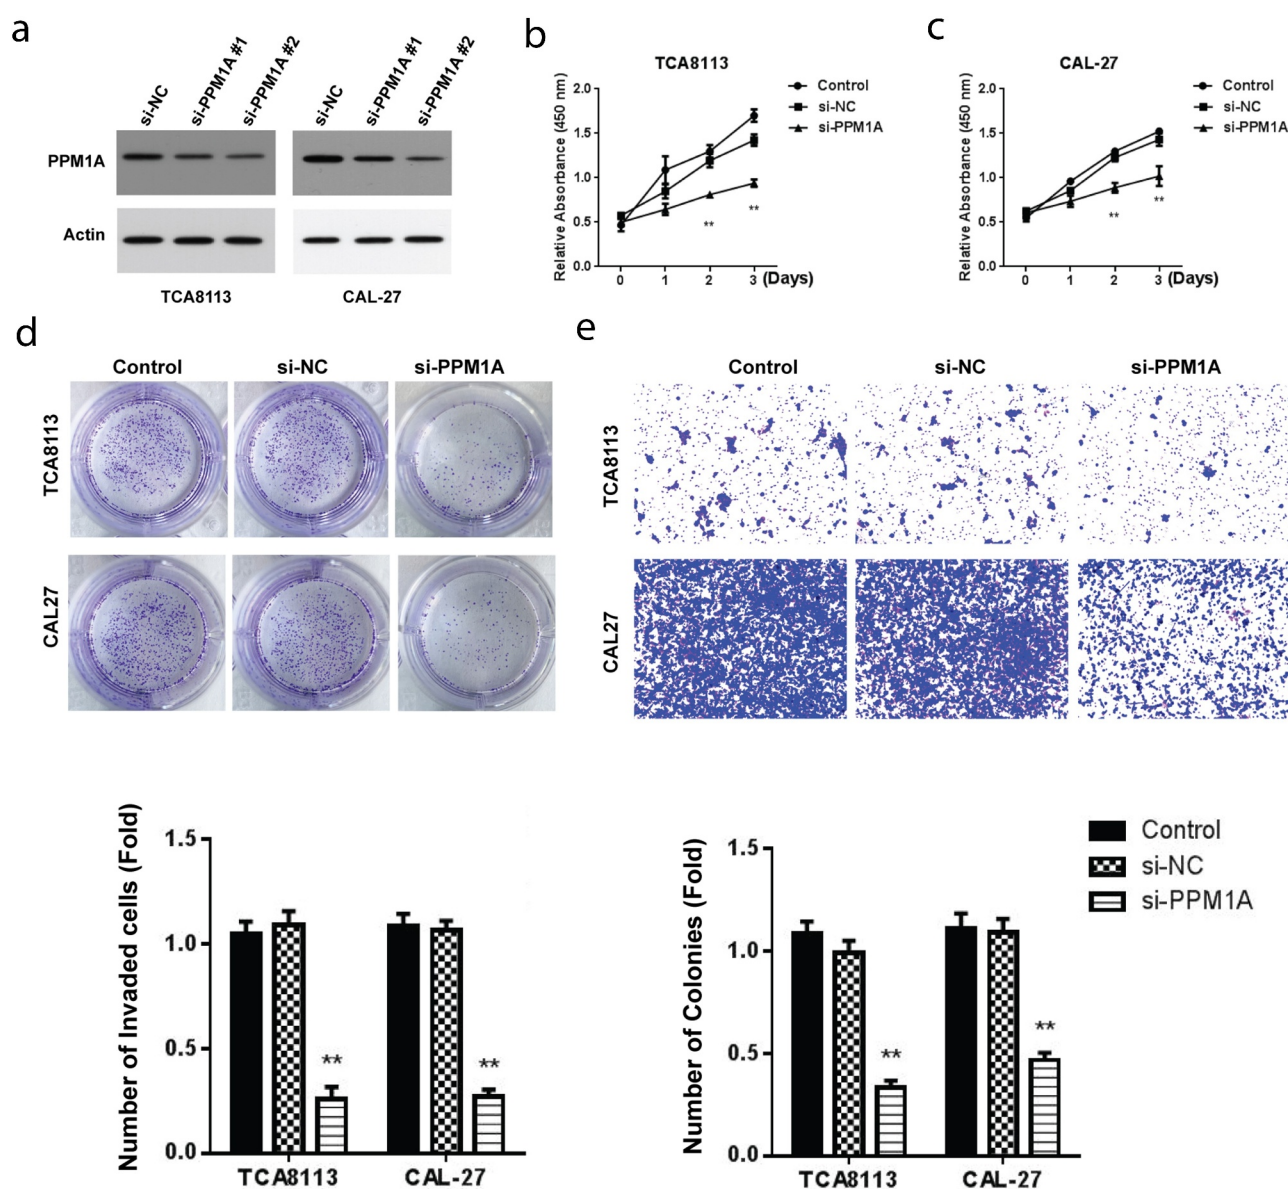 a
si-NC
si-PPM1A #1
si-PPM1A #2
si-NC
si-PPM1A #1
si-PPM1A #2
PPM1A
Actin
TCA8113
CAL-27
b
TCA8113
Relative Absorbance (450 nm)
2.0
1.5
1.0
0.5
0.0
**
**
0 1 2 3 (Days)
Control
si-NC
si-PPM1A
c
CAL-27
Relative Absorbance (450 nm)
2.0
1.5
1.0
0.5
0.0
**
**
0 1 2 3 (Days)
Control
si-NC
si-PPM1A
d
Control si-NC si-PPM1A
TCA8113
CAL27
e
Control si-NC si-PPM1A
TCA8113
CAL27
Number of Invaded cells (Fold)
1.5
1.0
0.5
0.0
**
**
TCA8113 CAL-27
Number of Colonies (Fold)
1.5
1.0
0.5
0.0
**
**
TCA8113 CAL-27
Control
si-NC
si-PPM1A